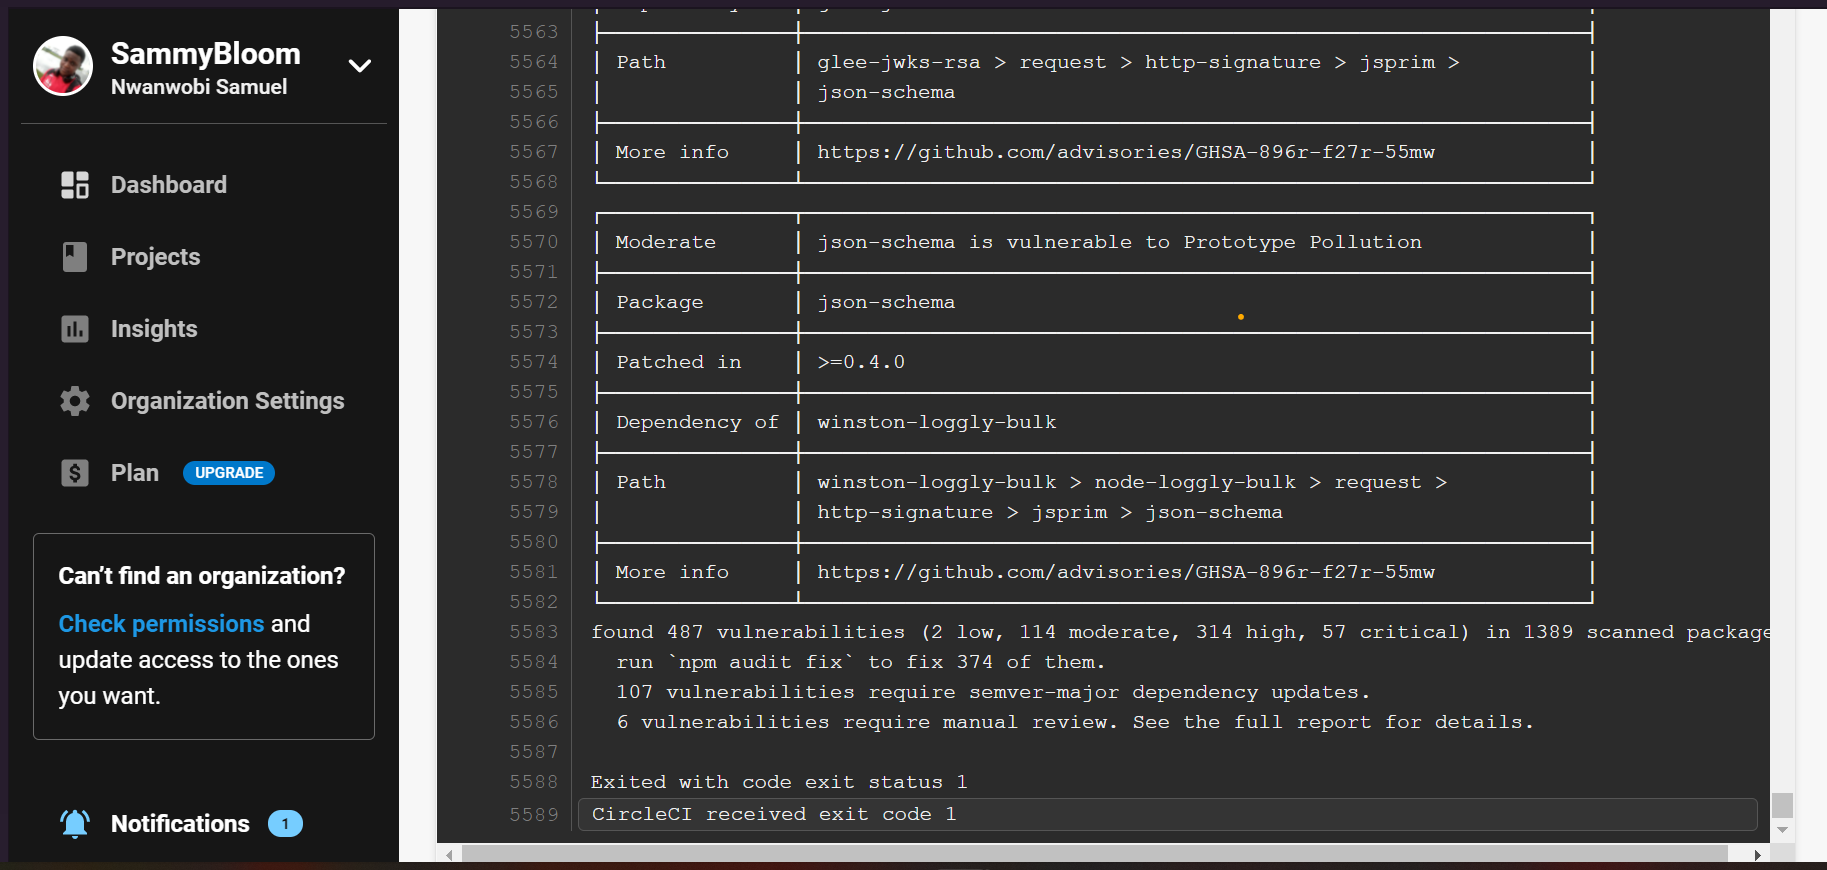 SammyBloom
Nwanwobi Samuel
Dashboard
Projects
Insights
Organization Settings
Plan UPGRADE
Can't find an organization?
Check permissions and
update access to the ones
you want.
Notifications 1
5563
5564 | Path | glee-jwks-rsa > request > http-signature > jsprim > |
5565 | | json-schema |
5566
5567 | More info | https://github.com/advisories/GHSA-896r-f27r-55mw |
5568
5569
5570 | Moderate | json-schema is vulnerable to Prototype Pollution |
5571
5572 | Package | json-schema |
5573
5574 | Patched in | >=0.4.0 |
5575
5576 | Dependency of | winston-loggly-bulk |
5577
5578 | Path | winston-loggly-bulk > node-loggly-bulk > request > |
5579 | | http-signature > jsprim > json-schema |
5580
5581 | More info | https://github.com/advisories/GHSA-896r-f27r-55mw |
5582
5583 found 487 vulnerabilities (2 low, 114 moderate, 314 high, 57 critical) in 1389 scanned package
5584 run `npm audit fix` to fix 374 of them.
5585 107 vulnerabilities require semver-major dependency updates.
5586 6 vulnerabilities require manual review. See the full report for details.
5587
5588 Exited with code exit status 1
5589 CircleCI received exit code 1